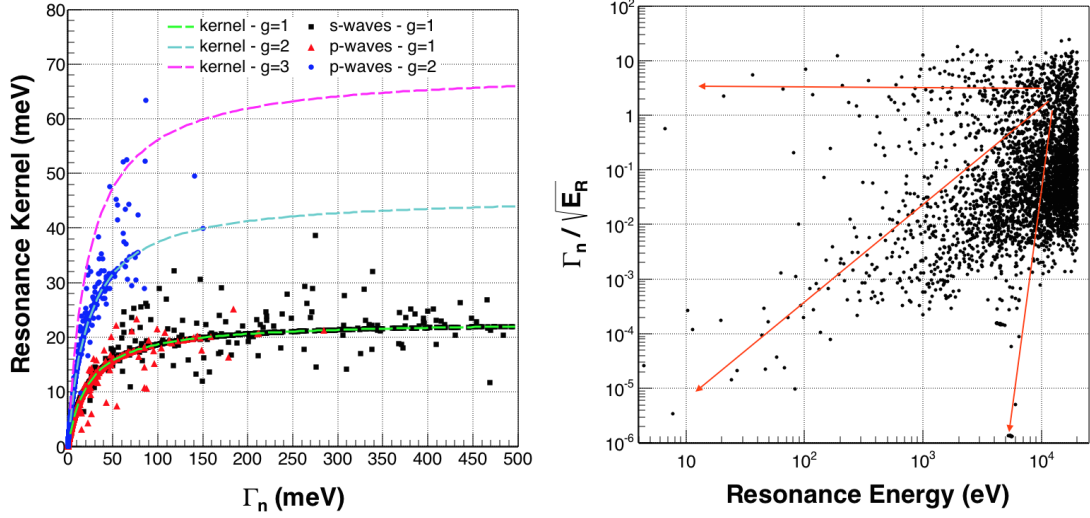 80
70
60
50
40
30
20
10
0
Resonance Kernel (meV)
kernel - g=1
kernel - g=2
kernel - g=3
s-waves - g=1
p-waves - g=1
p-waves - g=2
0 50 100 150 200 250 300 350 400 450 500
Γn (meV)
10
1
10⁻¹
10⁻²
10⁻³
10⁻⁴
10⁻⁵
10⁻⁶
Γn / √ER
10 10² 10³ 10⁴
Resonance Energy (eV)